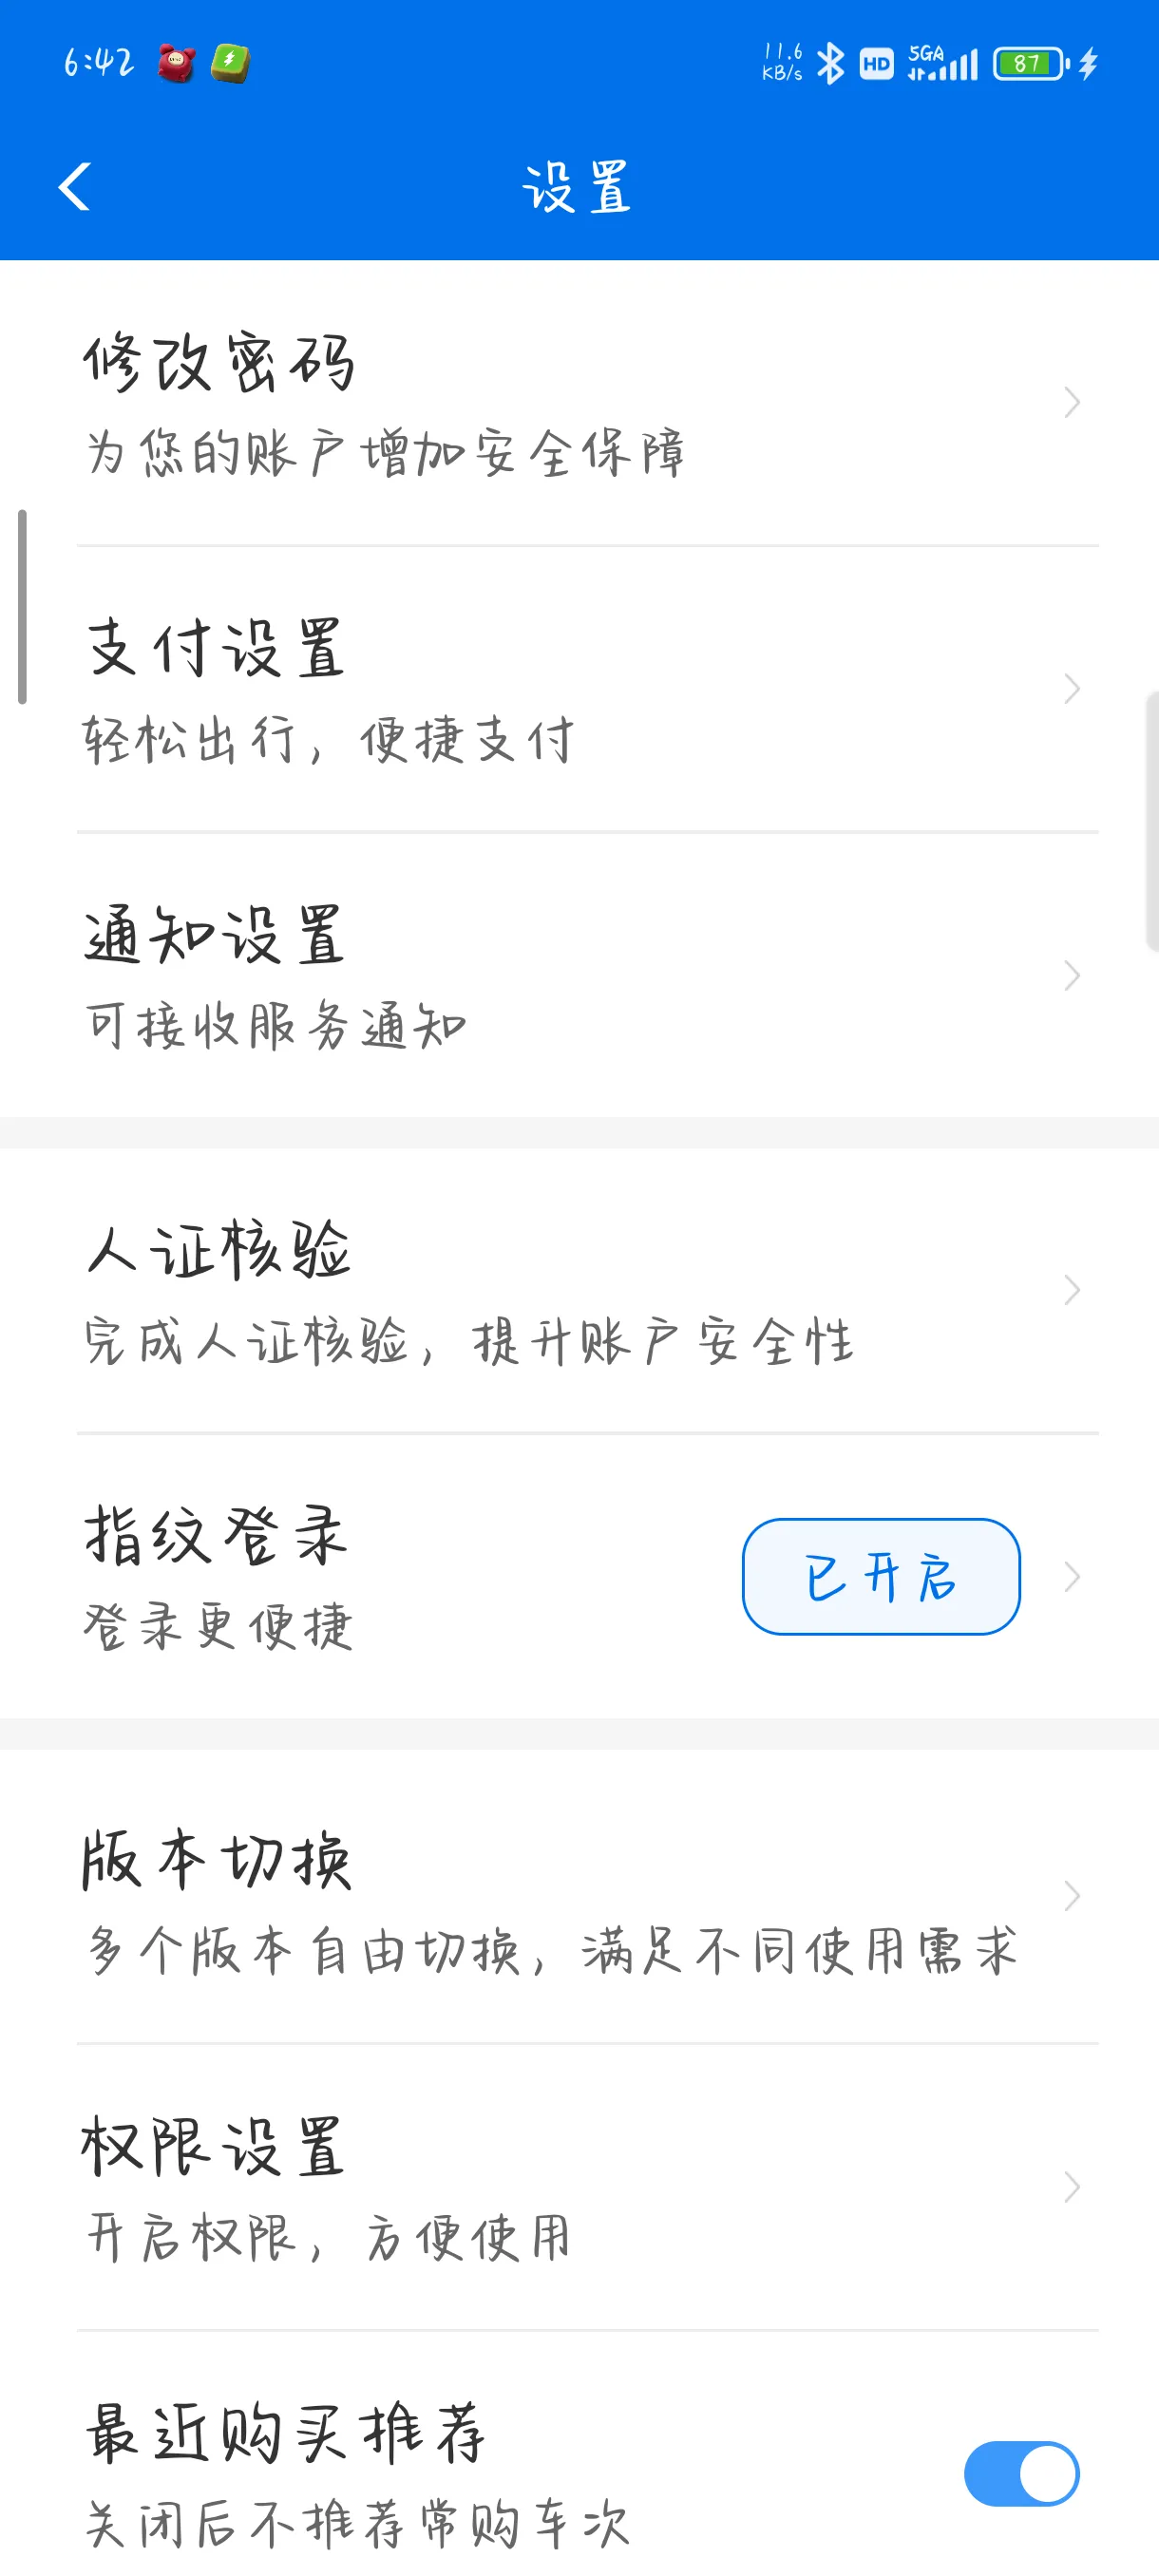 6:42
11.6 KB/s HD 5GA 87
设置
修改密码
为您的账户增加安全保障
支付设置
轻松出行，便捷支付
通知设置
可接收服务通知
人证核验
完成人证核验，提升账户安全性
指纹登录
已开启
登录更便捷
版本切换
多个版本自由切换，满足不同使用需求
权限设置
开启权限，方便使用
最近购买推荐
关闭后不推荐常购车次